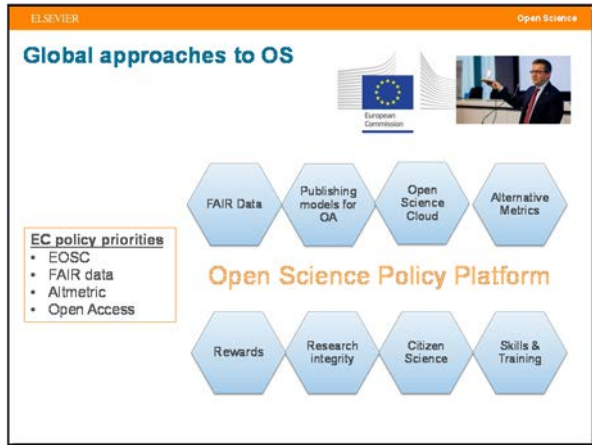 ELSEVIER
Open Science
Global approaches to OS
European
Commission
FAIR Data
Publishing
models for
OA
Open
Science
Cloud
Alternative
Metrics
EC policy priorities
• EOSC
• FAIR data
• Altmetric
• Open Access
Open Science Policy Platform
Rewards
Research
integrity
Citizen
Science
Skills &
Training